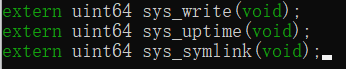 extern uint64 sys_write(void);
extern uint64 sys_uptime(void);
extern uint64 sys_symlink(void);